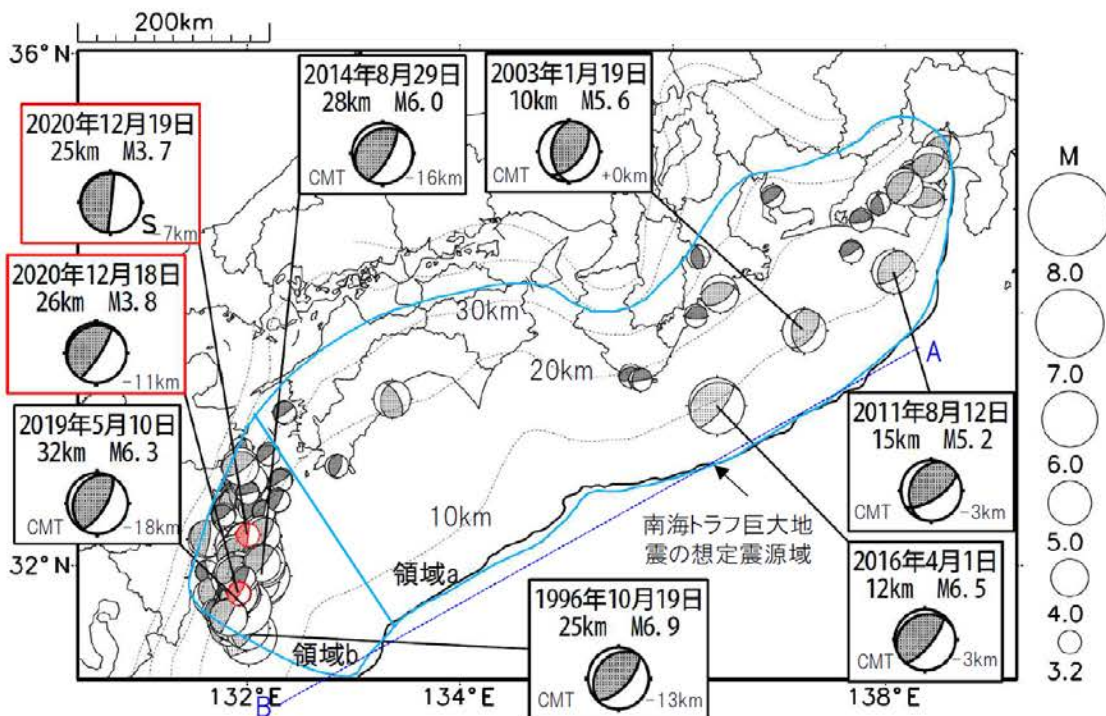 200km
36°N
2014年8月29日
28km M6.0
CMT
-16km
2003年1月19日
10km M5.6
CMT
+0km
2020年12月19日
25km M3.7
S
-7km
2020年12月18日
26km M3.8
-11km
2019年5月10日
32km M6.3
CMT
-18km
30km
20km
10km
A
2011年8月12日
15km M5.2
CMT
-3km
南海トラフ巨大地
震の想定震源域
2016年4月1日
12km M6.5
CMT
-3km
1996年10月19日
25km M6.9
CMT
-13km
領域a
領域b
32°N
B
132°E
134°E
138°E
M
8.0
7.0
6.0
5.0
4.0
3.2